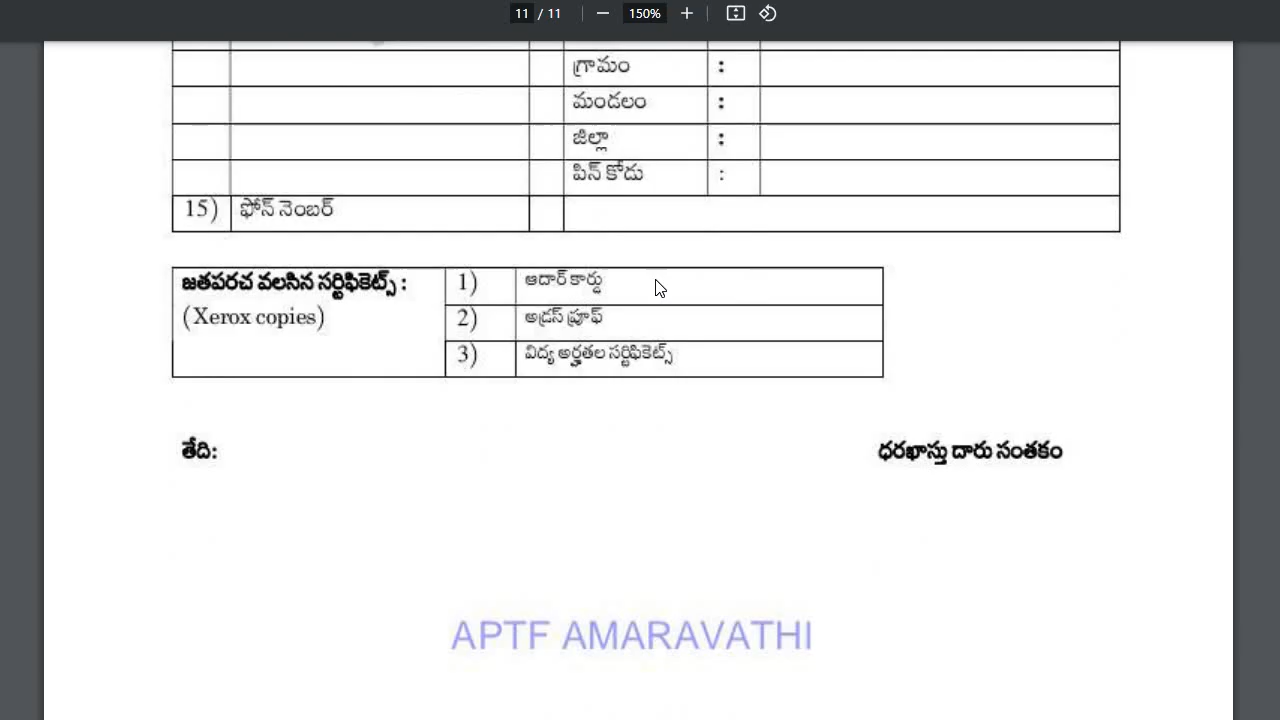 11 / 11
150%
గ్రామం :
మండలం :
జిల్లా :
పిన్ కోడు :
15) ఫోన్ నెంబర్
జతపరచ వలసిన సర్టిఫికెట్స్ : 1) ఆదార్ కార్డు
(Xerox copies) 2) అడ్రస్ ప్రూఫ్
3) విద్య అర్హతల సర్టిఫికెట్స్
తేది: ధరఖాస్తు దారు సంతకం
APTF AMARAVATHI